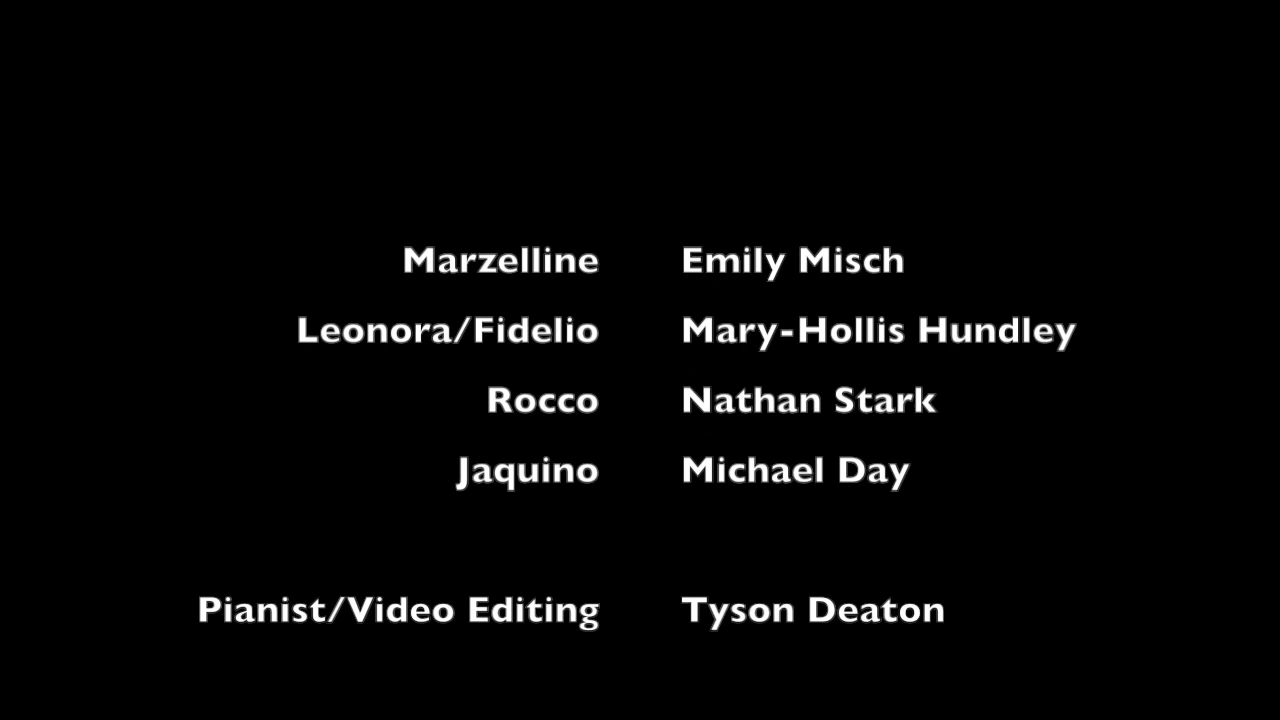 Marzelline Emily Misch
Leonora/Fidelio Mary-Hollis Hundley
Rocco Nathan Stark
Jaquino Michael Day
Pianist/Video Editing Tyson Deaton